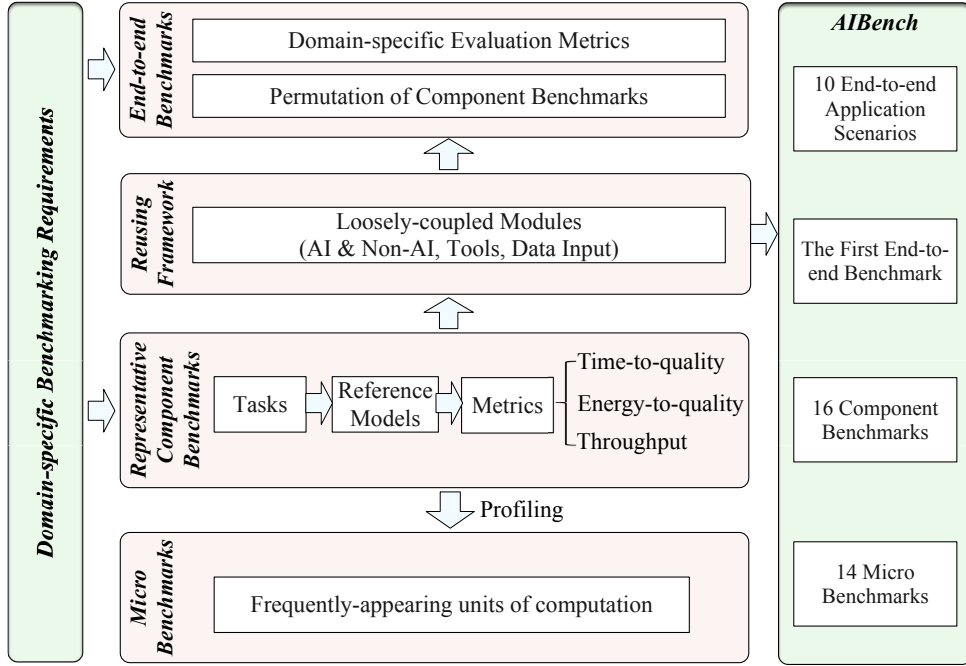 Domain-specific Benchmarking Requirements
End-to-end
Benchmarks
Domain-specific Evaluation Metrics
Permutation of Component Benchmarks
Reusing
Framework
Loosely-coupled Modules
(AI & Non-AI, Tools, Data Input)
Representative
Component
Benchmarks
Tasks
Reference
Models
Metrics
Time-to-quality
Energy-to-quality
Throughput
Profiling
Micro
Benchmarks
Frequently-appearing units of computation
AIBench
10 End-to-end
Application
Scenarios
The First End-to-
end Benchmark
16 Component
Benchmarks
14 Micro
Benchmarks